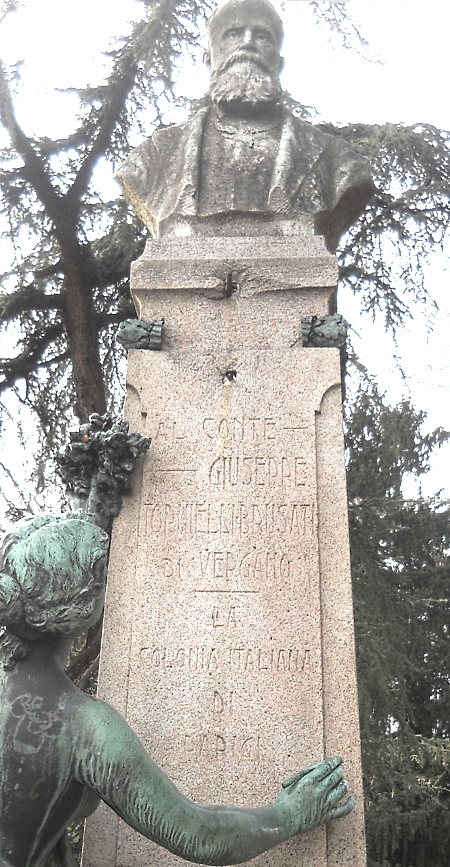 AL CONTE
GIUSEPPE
TORNIELLI BRUSATI
DI VERGANO
LA
COLONIA ITALIANA
DI
PARIGI